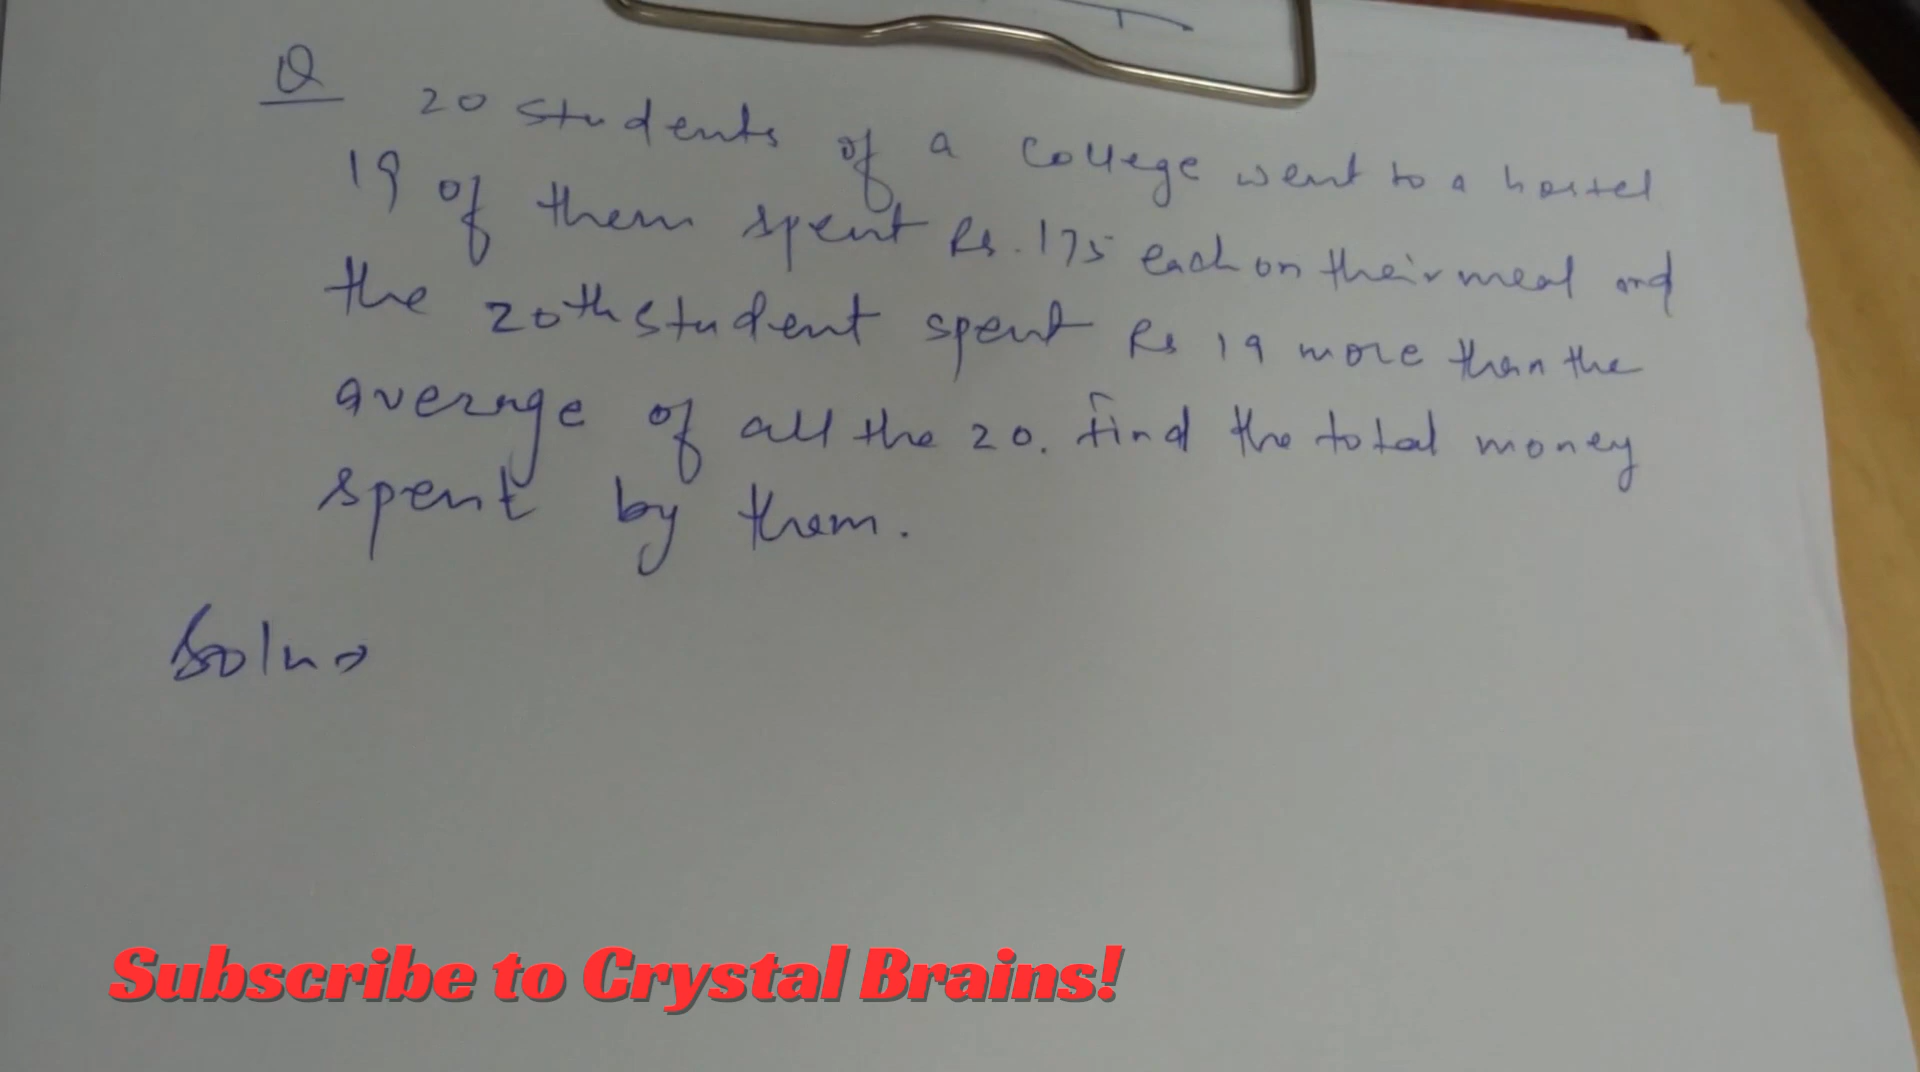 Q 20 students of a college went to a hostel
19 of them spent Rs. 175 each on their meal and
the 20th student spent Rs 19 more than the
average of all the 20. Find the total money
spent by them.
Soln →
Subscribe to Crystal Brains!